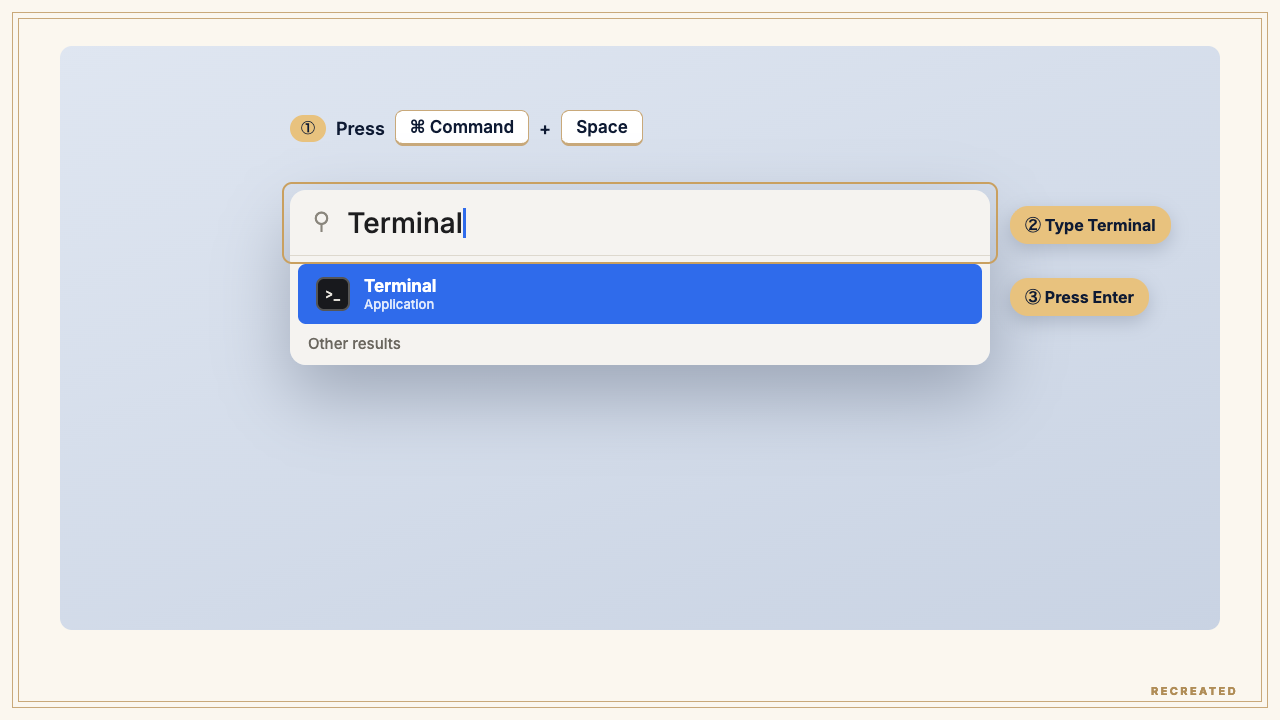 ① Press ⌘ Command + Space
Terminal
② Type Terminal
>_ Terminal
Application
③ Press Enter
Other results
RECREATED